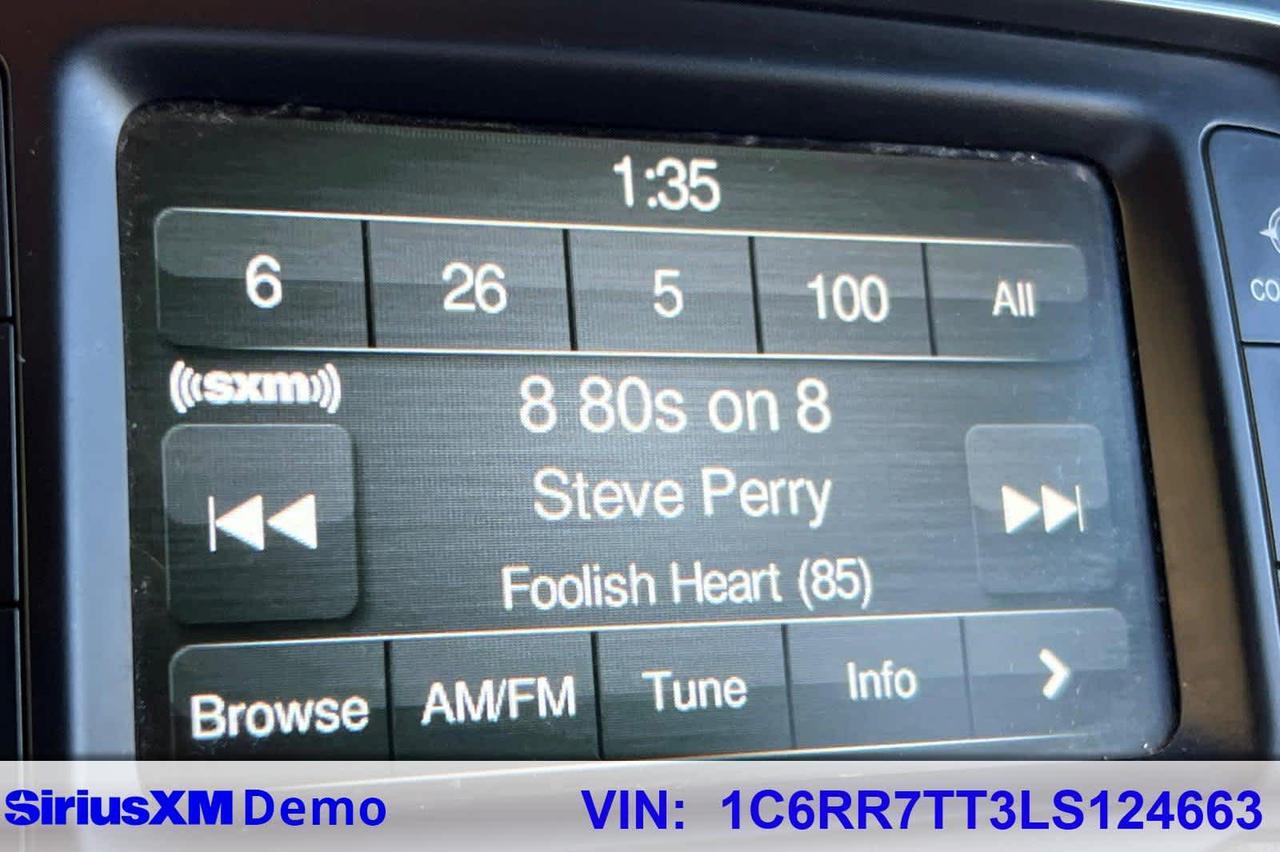 1:35
6 26 5 100 All
((( sxm )))
8 80s on 8
Steve Perry
Foolish Heart (85)
Browse AM/FM Tune Info >
SiriusXM Demo VIN: 1C6RR7TT3LS124663